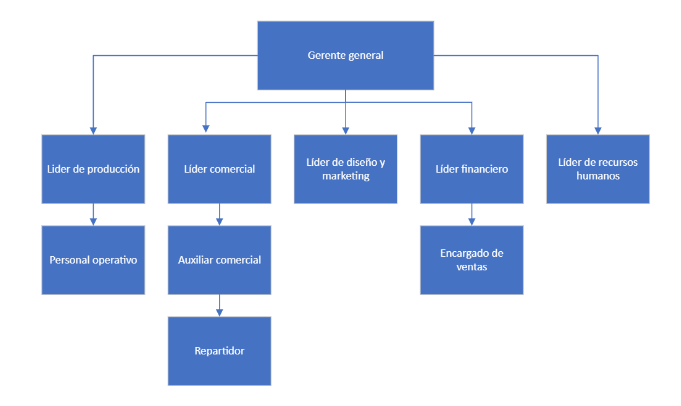 Gerente general
Lider de producción
Líder comercial
Líder de diseño y
marketing
Líder financiero
Líder de recursos
humanos
Personal operativo
Auxiliar comercial
Encargado de
ventas
Repartidor